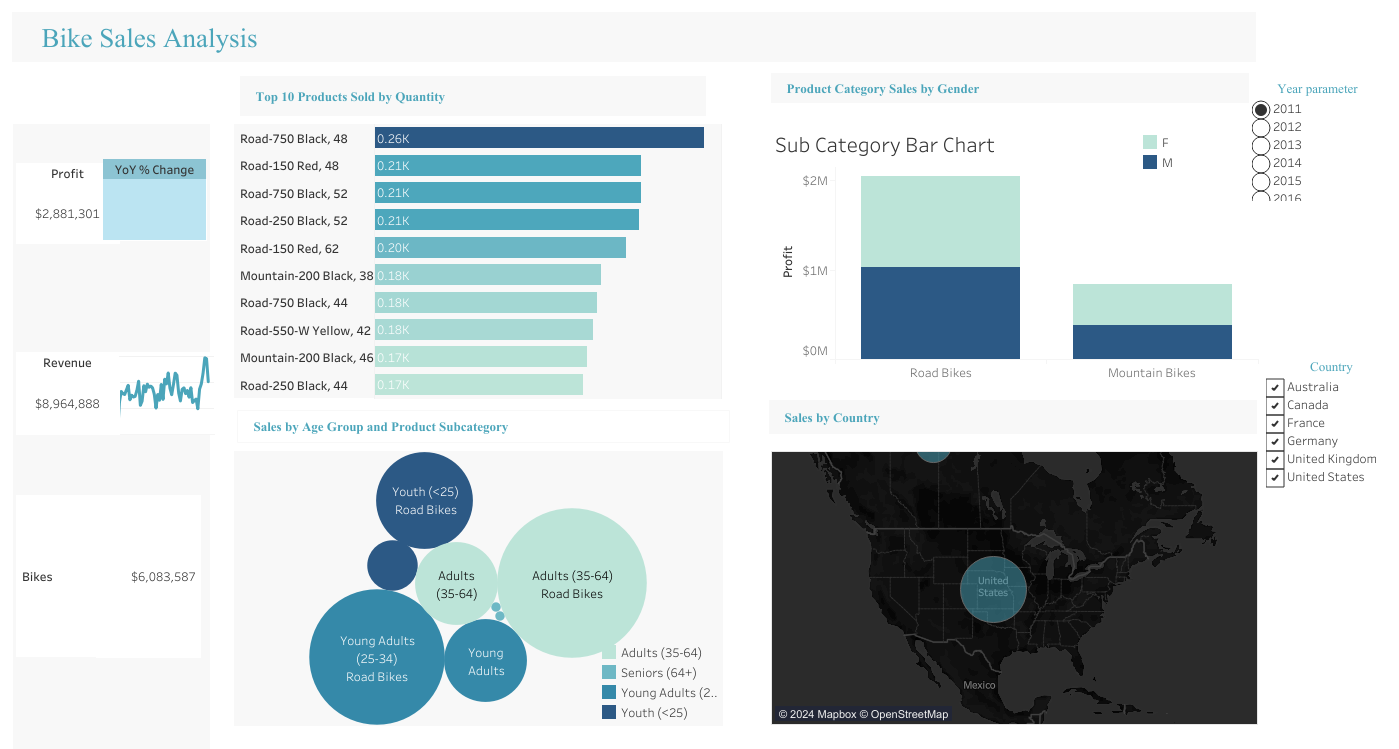 Bike Sales Analysis
Profit
YoY % Change
$2,881,301
Revenue
$8,964,888
Bikes
$6,083,587
Top 10 Products Sold by Quantity
Road-750 Black, 48
0.26K
Road-150 Red, 48
0.21K
Road-750 Black, 52
0.21K
Road-250 Black, 52
0.21K
Road-150 Red, 62
0.20K
Mountain-200 Black, 38
0.18K
Road-750 Black, 44
0.18K
Road-550-W Yellow, 42
0.18K
Mountain-200 Black, 46
0.17K
Road-250 Black, 44
0.17K
Sales by Age Group and Product Subcategory
Youth (<25)
Road Bikes
Adults
(35-64)
Adults (35-64)
Road Bikes
Young Adults
(25-34)
Road Bikes
Young
Adults
Adults (35-64)
Seniors (64+)
Young Adults (2..
Youth (<25)
Product Category Sales by Gender
Sub Category Bar Chart
F
M
$2M
$1M
$0M
Profit
Road Bikes
Mountain Bikes
Sales by Country
United
States
Mexico
© 2024 Mapbox © OpenStreetMap
Year parameter
2011
2012
2013
2014
2015
2016
Country
Australia
Canada
France
Germany
United Kingdom
United States